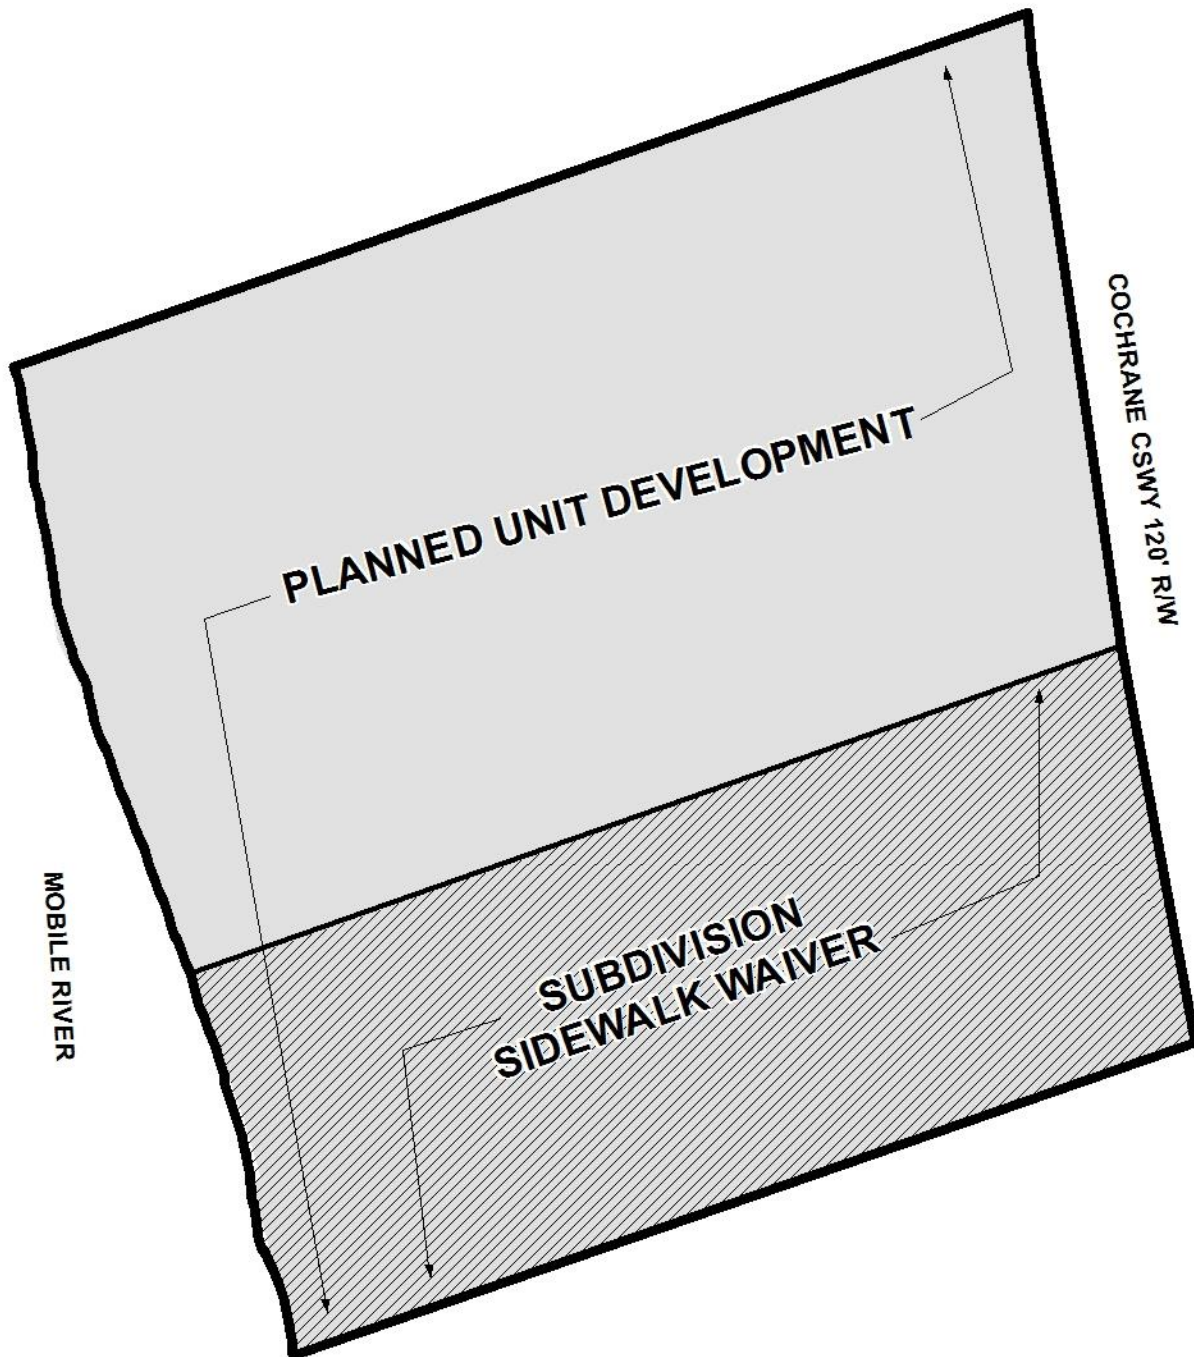 COCHRANE CSWY 120' R/W
PLANNED UNIT DEVELOPMENT
MOBILE RIVER
SUBDIVISION
SIDEWALK WAIVER